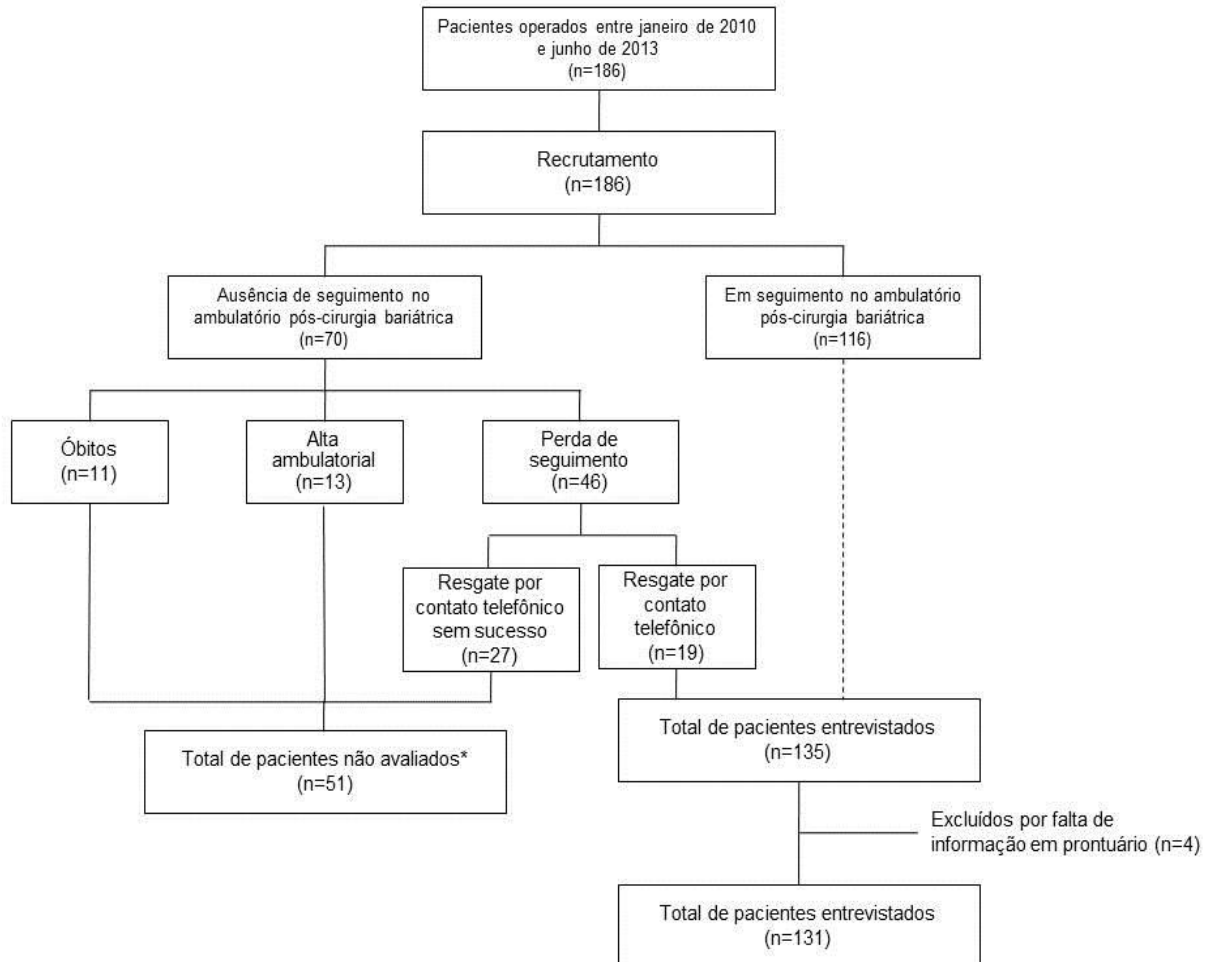 Pacientes operados entre janeiro de 2010
e junho de 2013
(n=186)
Recrutamento
(n=186)
Ausência de seguimento no
ambulatório pós-cirurgia bariátrica
(n=70)
Em seguimento no ambulatório
pós-cirurgia bariátrica
(n=116)
Óbitos
(n=11)
Alta
ambulatorial
(n=13)
Perda de
seguimento
(n=46)
Resgate por
contato telefônico
sem sucesso
(n=27)
Resgate por
contato
telefônico
(n=19)
Total de pacientes não avaliados*
(n=51)
Total de pacientes entrevistados
(n=135)
Excluídos por falta de
informação em prontuário (n=4)
Total de pacientes entrevistados
(n=131)